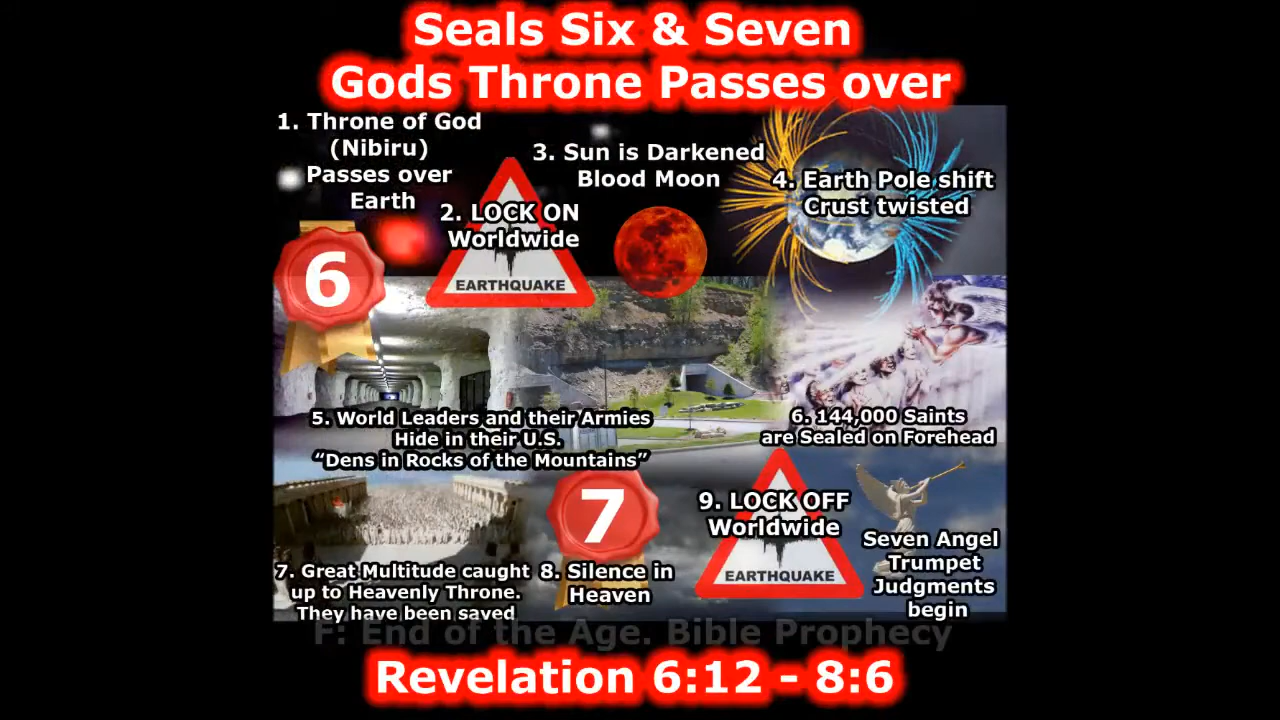 Seals Six & Seven
Gods Throne Passes over
1. Throne of God
(Nibiru)
Passes over
Earth
2. LOCK ON
Worldwide
EARTHQUAKE
3. Sun is Darkened
Blood Moon
4. Earth Pole shift
Crust twisted
6
5. World Leaders and their Armies
Hide in their U.S.
“Dens in Rocks of the Mountains”
6. 144,000 Saints
are Sealed on Forehead
7. Great Multitude caught
up to Heavenly Throne.
They have been saved
7
8. Silence in
Heaven
9. LOCK OFF
Worldwide
EARTHQUAKE
Seven Angel
Trumpet
Judgments
begin
F: End of the Age. Bible Prophecy
Revelation 6:12 - 8:6